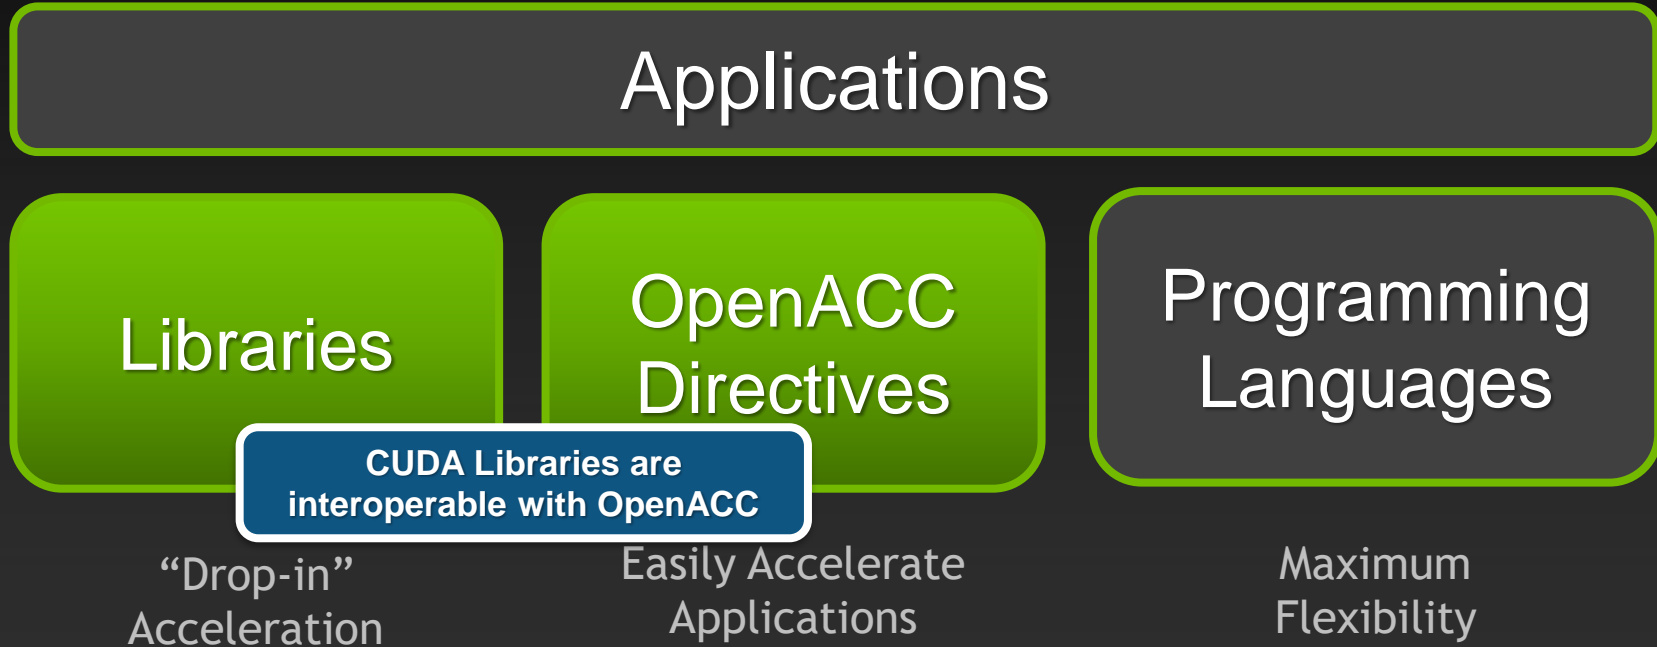 Applications
Libraries
OpenACC
Directives
Programming
Languages
CUDA Libraries are
interoperable with OpenACC
“Drop-in”
Acceleration
Easily Accelerate
Applications
Maximum
Flexibility